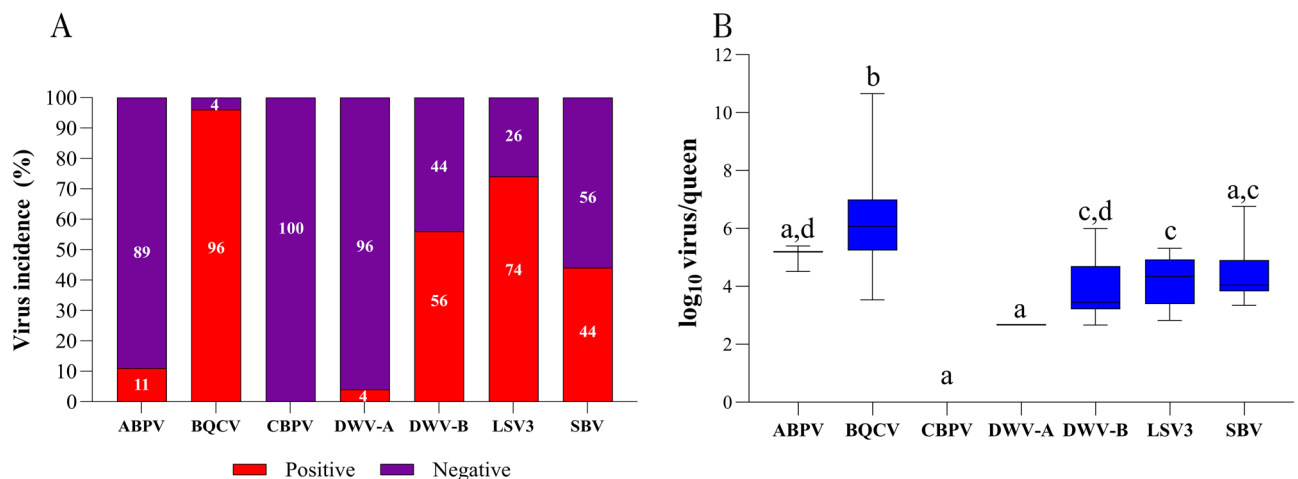 A
Virus incidence (%)
100
90
80
70
60
50
40
30
20
10
0
89
11
4
96
100
96
4
44
56
26
74
56
44
ABPV BQCV CBPV DWV-A DWV-B LSV3 SBV
Positive Negative
B
log10 virus/queen
12
10
8
6
4
2
0
a,d
b
a
a
c,d
c
a,c
ABPV BQCV CBPV DWV-A DWV-B LSV3 SBV